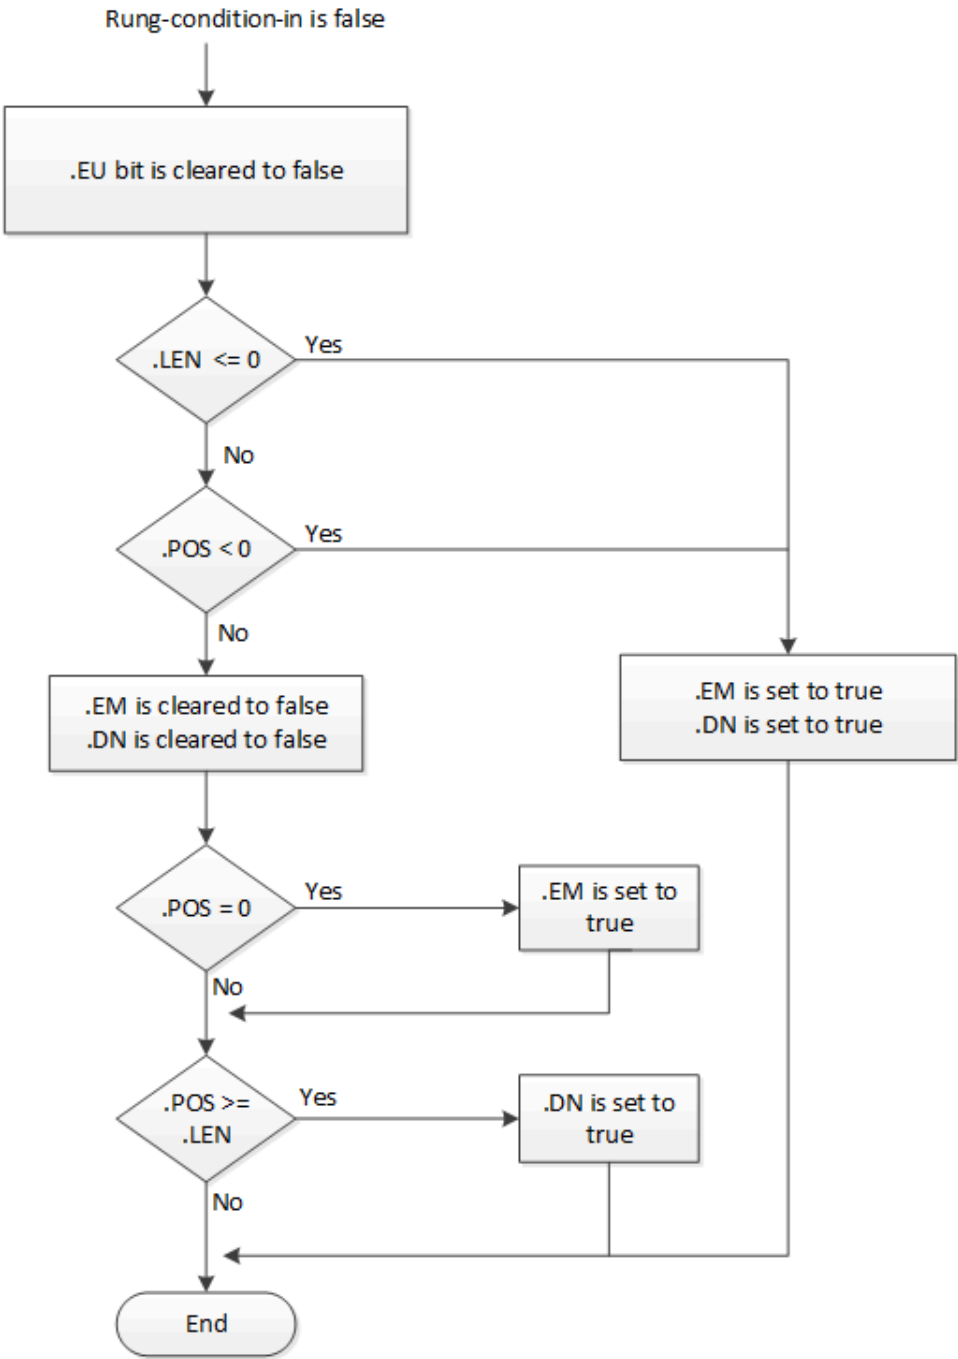 Rung-condition-in is false
.EU bit is cleared to false
.LEN <= 0
Yes
No
.POS < 0
Yes
No
.EM is cleared to false
.DN is cleared to false
.EM is set to true
.DN is set to true
.POS = 0
Yes
.EM is set to
true
No
.POS >=
.LEN
Yes
.DN is set to
true
No
End